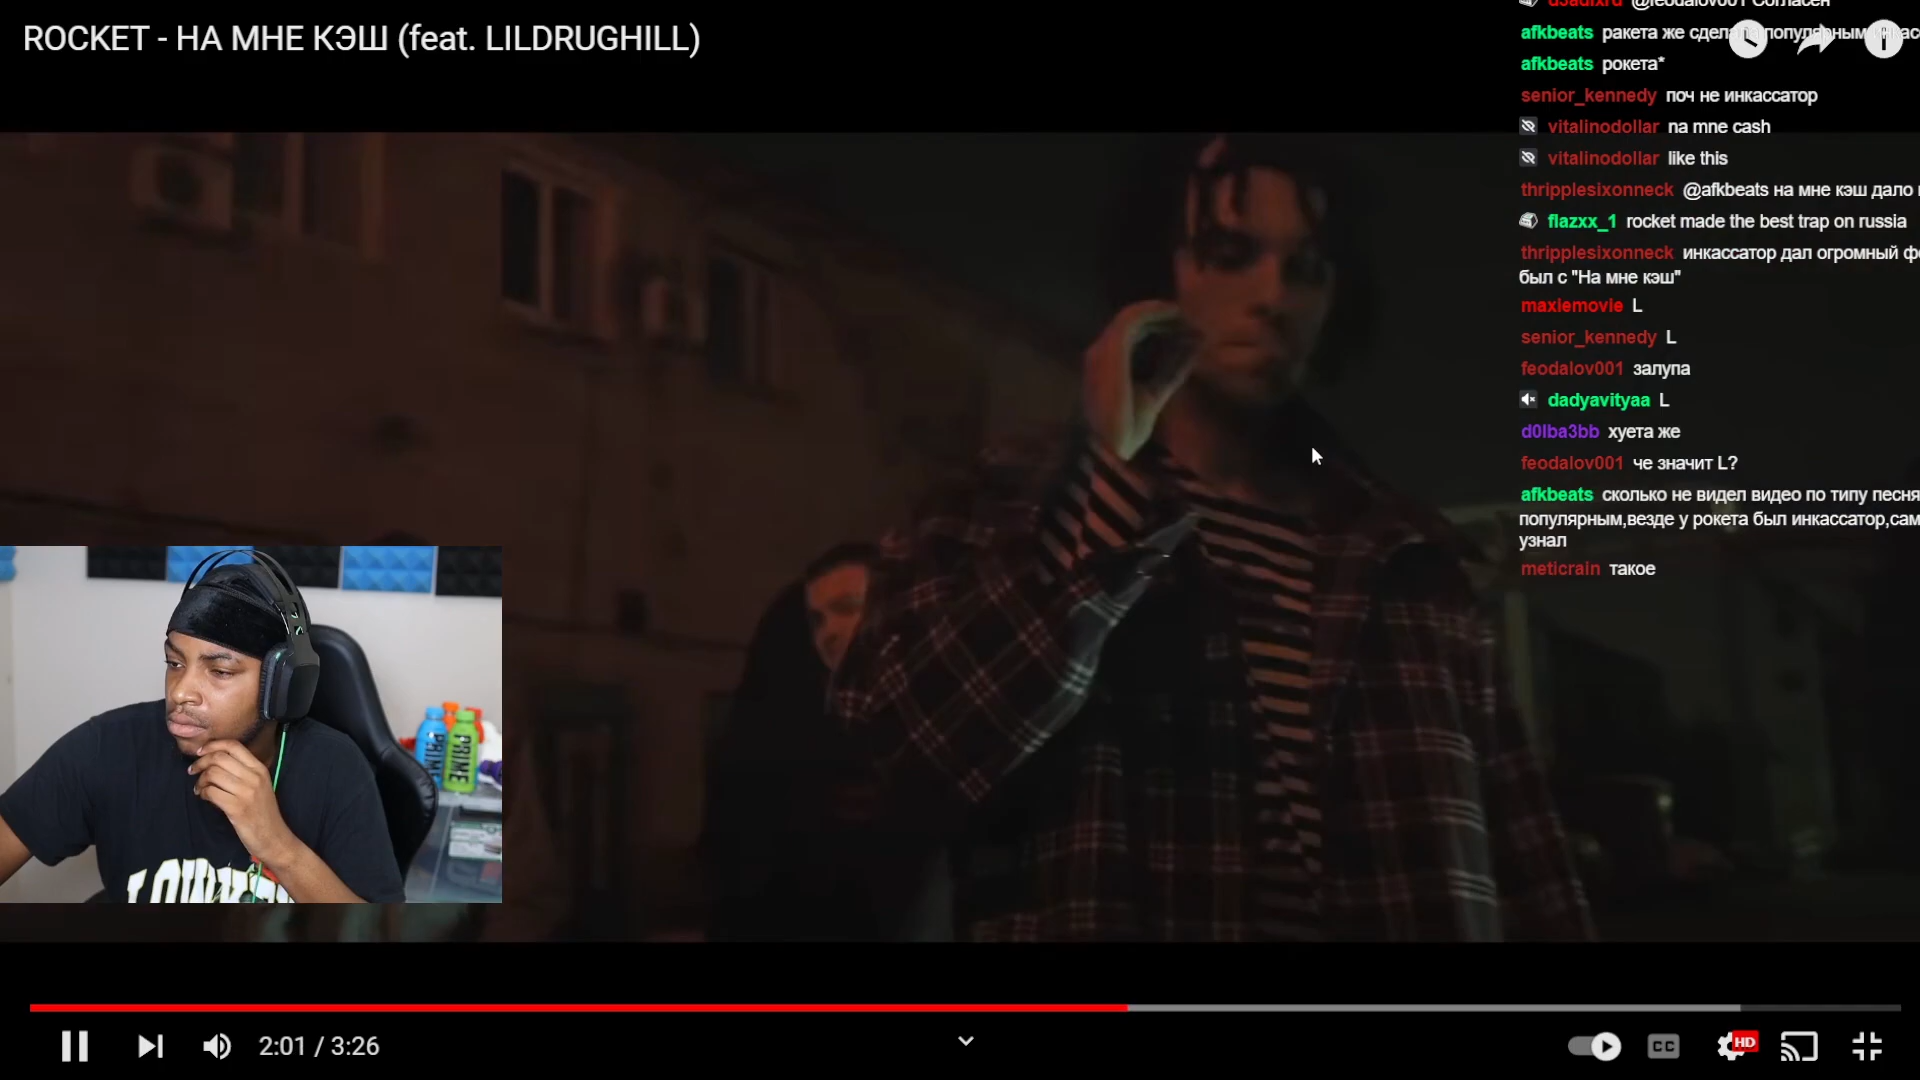 ROCKET - НА МНЕ КЭШ (feat. LILDRUGHILL)
@feodalov001 Согласен
afkbeats ракета же
afkbeats рокета*
senior_kennedy поч не инкассатор
vitalinodollar na mne cash
vitalinodollar like this
thripplesixonneck @afkbeats на мне кэш дало
flazxx_1 rocket made the best trap on russia
thripplesixonneck инкассатор дал огромный
был с "На мне кэш"
maxiemovie L
senior_kennedy L
feodalov001 залупа
dadyavityaa L
d0lba3bb хуета же
feodalov001 че значит L?
afkbeats сколько не видел видео по типу песня
популярным,везде у рокета был инкассатор,сам
узнал
meticrain такое
PRIME
PRIME
2:01 / 3:26
CC
HD